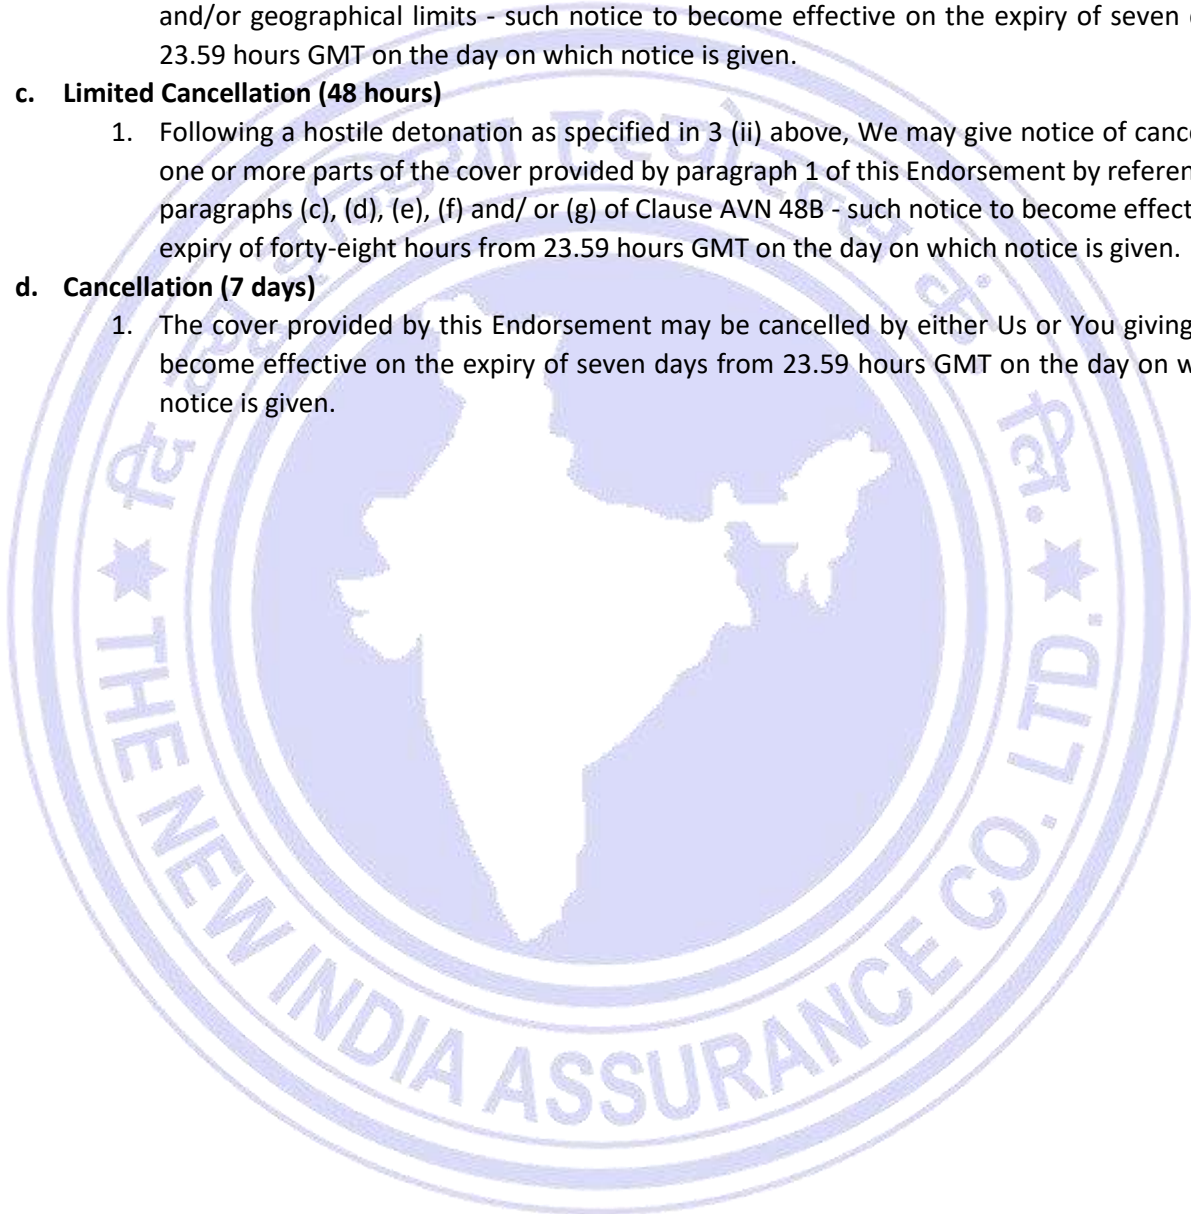 and/or geographical limits - such notice to become effective on the expiry of seven
23.59 hours GMT on the day on which notice is given.
c. Limited Cancellation (48 hours)
1. Following a hostile detonation as specified in 3 (ii) above, We may give notice of cance
one or more parts of the cover provided by paragraph 1 of this Endorsement by referen
paragraphs (c), (d), (e), (f) and/ or (g) of Clause AVN 48B - such notice to become effect
expiry of forty-eight hours from 23.59 hours GMT on the day on which notice is given.
d. Cancellation (7 days)
1. The cover provided by this Endorsement may be cancelled by either Us or You giving
become effective on the expiry of seven days from 23.59 hours GMT on the day on w
notice is given.
दि न्यू कं. लि.
THE NEW INDIA ASSURANCE CO. LTD.